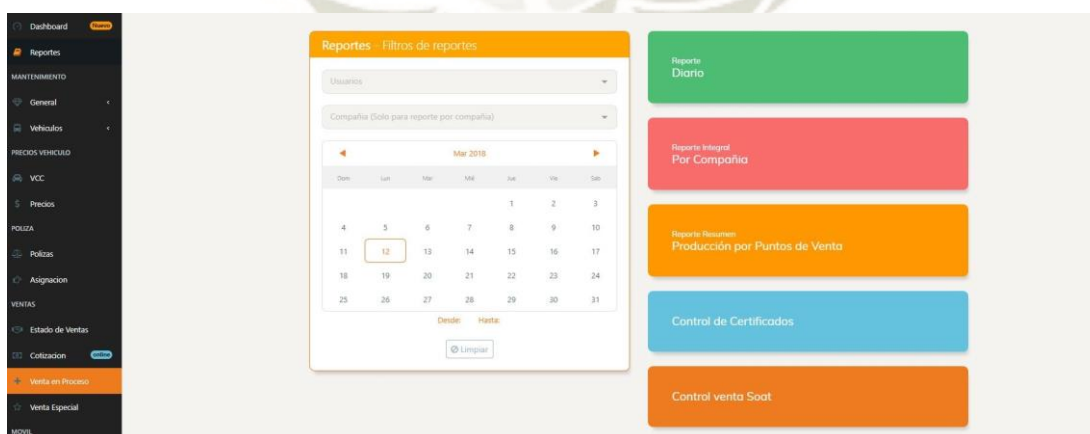 Dashboard Nuevo
Reportes
MANTENIMIENTO
General
Vehiculos
PRECIOS VEHICULO
VCC
Precios
POLIZA
Polizas
Asignacion
VENTAS
Estado de Ventas
Cotizacion online
Venta en Proceso
Venta Especial
MOVIL
Reportes - Filtros de reportes
Usuarios
Compañia (Solo para reporte por compañia)
Mar 2018
Dom Lun Mar Mié Jue Vie Sáb
1 2 3
4 5 6 7 8 9 10
11 12 13 14 15 16 17
18 19 20 21 22 23 24
25 26 27 28 29 30 31
Desde: Hasta:
Limpiar
Reporte
Diario
Reporte Integral
Por Compañia
Reporte Resumen
Producción por Puntos de Venta
Control de Certificados
Control venta Soat